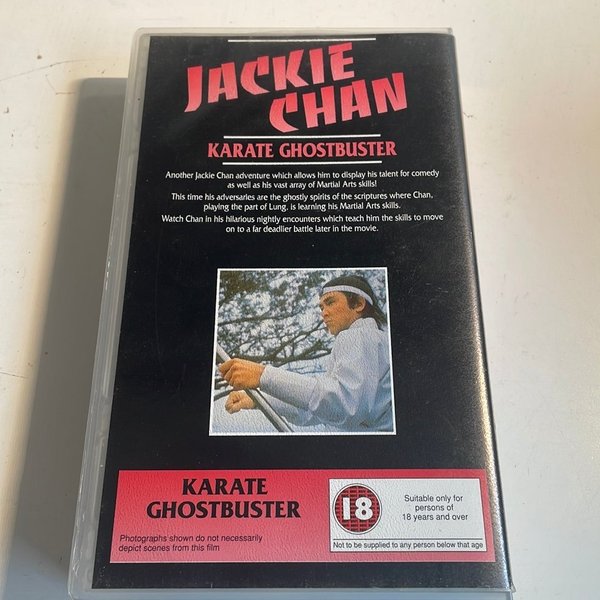 JACKIE
CHAN
KARATE GHOSTBUSTER
Another Jackie Chan adventure which allows him to display his talent for comedy
as well as his vast array of Martial Arts skills!
This time his adversaries are the ghostly spirits of the scriptures where Chan,
playing the part of Lung, is learning his Martial Arts skills.
Watch Chan in his hilarious nightly encounters which teach him the skills to move
on to a far deadlier battle later in the movie.
KARATE
GHOSTBUSTER
Photographs shown do not necessarily
depict scenes from this film
18
Suitable only for
persons of
18 years and over
Not to be supplied to any person below that age